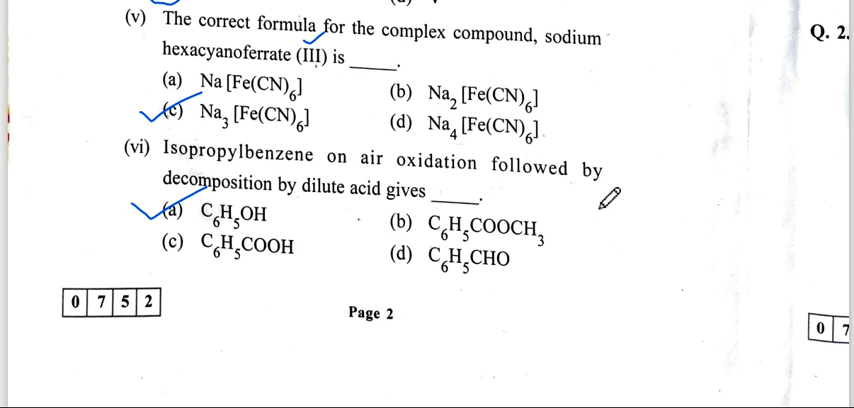 (v) The correct formula for the complex compound, sodium
hexacyanoferrate (III) is _____.
(a) Na [Fe(CN)₆] (b) Na₂ [Fe(CN)₆]
(c) Na₃ [Fe(CN)₆] (d) Na₄ [Fe(CN)₆]
(vi) Isopropylbenzene on air oxidation followed by
decomposition by dilute acid gives _____.
(a) C₆H₅OH (b) C₆H₅COOCH₃
(c) C₆H₅COOH (d) C₆H₅CHO
0 7 5 2
Page 2
Q. 2.
0 7